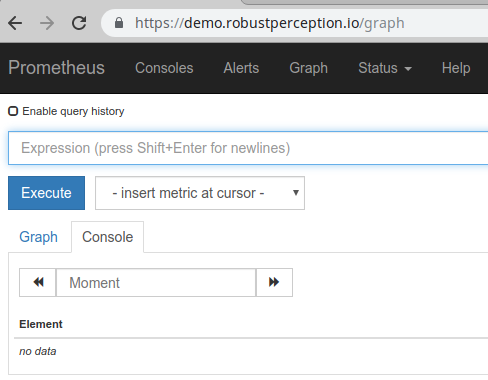 https://demo.robustperception.io/graph
Prometheus Consoles Alerts Graph Status Help
Enable query history
Expression (press Shift+Enter for newlines)
Execute - insert metric at cursor -
Graph Console
Moment
Element
no data